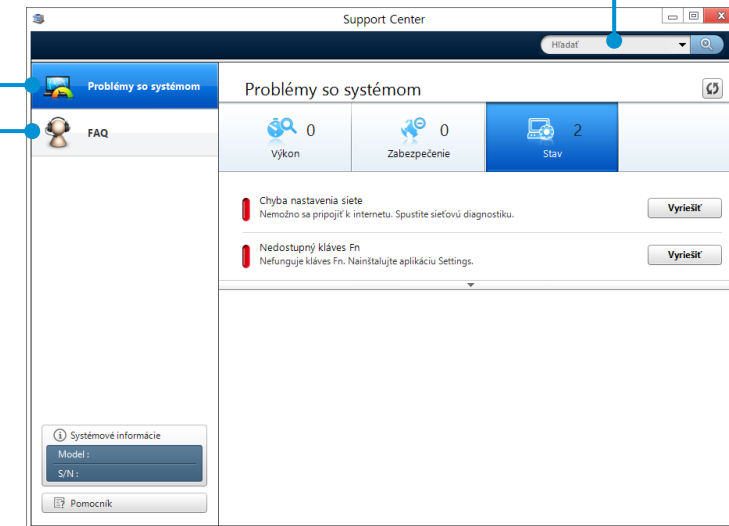 Support Center
Hľadať
Problémy so systémom
FAQ
Problémy so systémom
0
Výkon
0
Zabezpečenie
2
Stav
Chyba nastavenia siete
Nemožno sa pripojiť k internetu. Spustite sieťovú diagnostiku.
Vyriešiť
Nedostupný kláves Fn
Nefunguje kláves Fn. Nainštalujte aplikáciu Settings.
Vyriešiť
Systémové informácie
Model :
S/N :
Pomocník